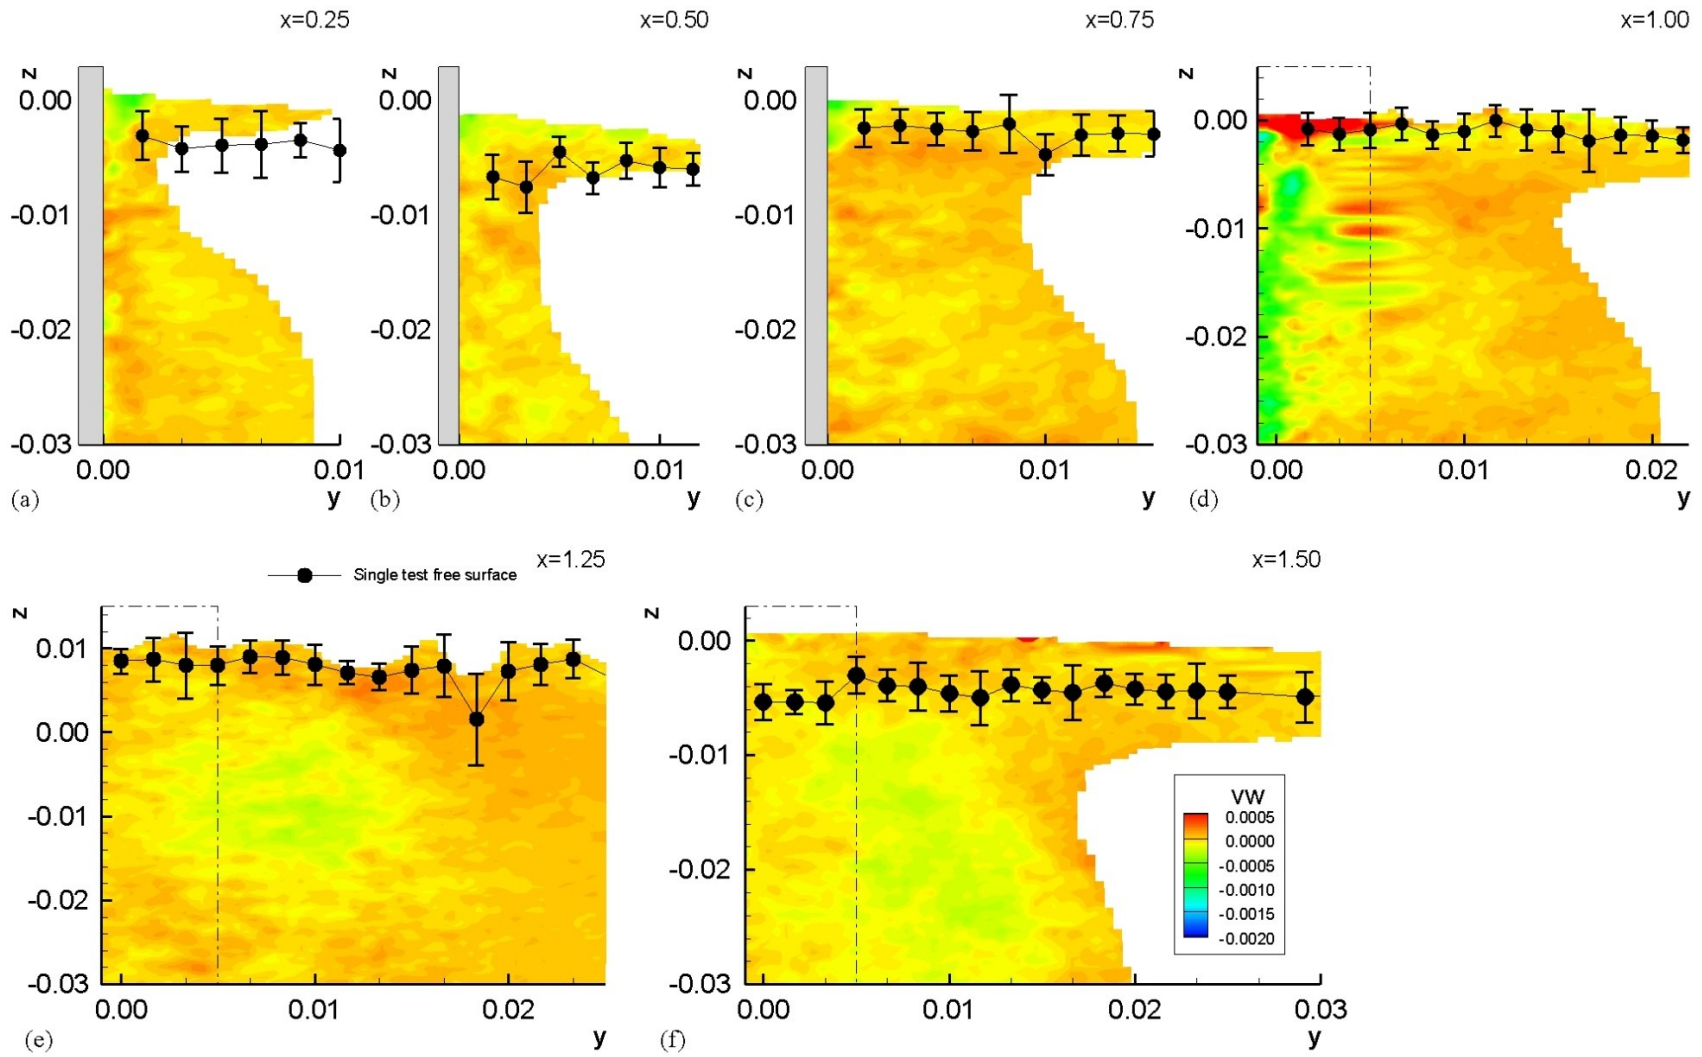 x=0.25
x=0.50
x=0.75
x=1.00
z
0.00
-0.01
-0.02
-0.03
0.00
0.01
y
(a)
z
0.00
-0.01
-0.02
-0.03
0.00
0.01
y
(b)
z
0.00
-0.01
-0.02
-0.03
0.00
0.01
y
(c)
z
0.00
-0.01
-0.02
-0.03
0.00
0.01
0.02
y
(d)
Single test free surface
x=1.25
x=1.50
z
0.01
0.00
-0.01
-0.02
-0.03
0.00
0.01
0.02
y
(e)
z
0.00
-0.01
-0.02
-0.03
0.00
0.01
0.02
0.03
y
(f)
VW
0.0005
0.0000
-0.0005
-0.0010
-0.0015
-0.0020